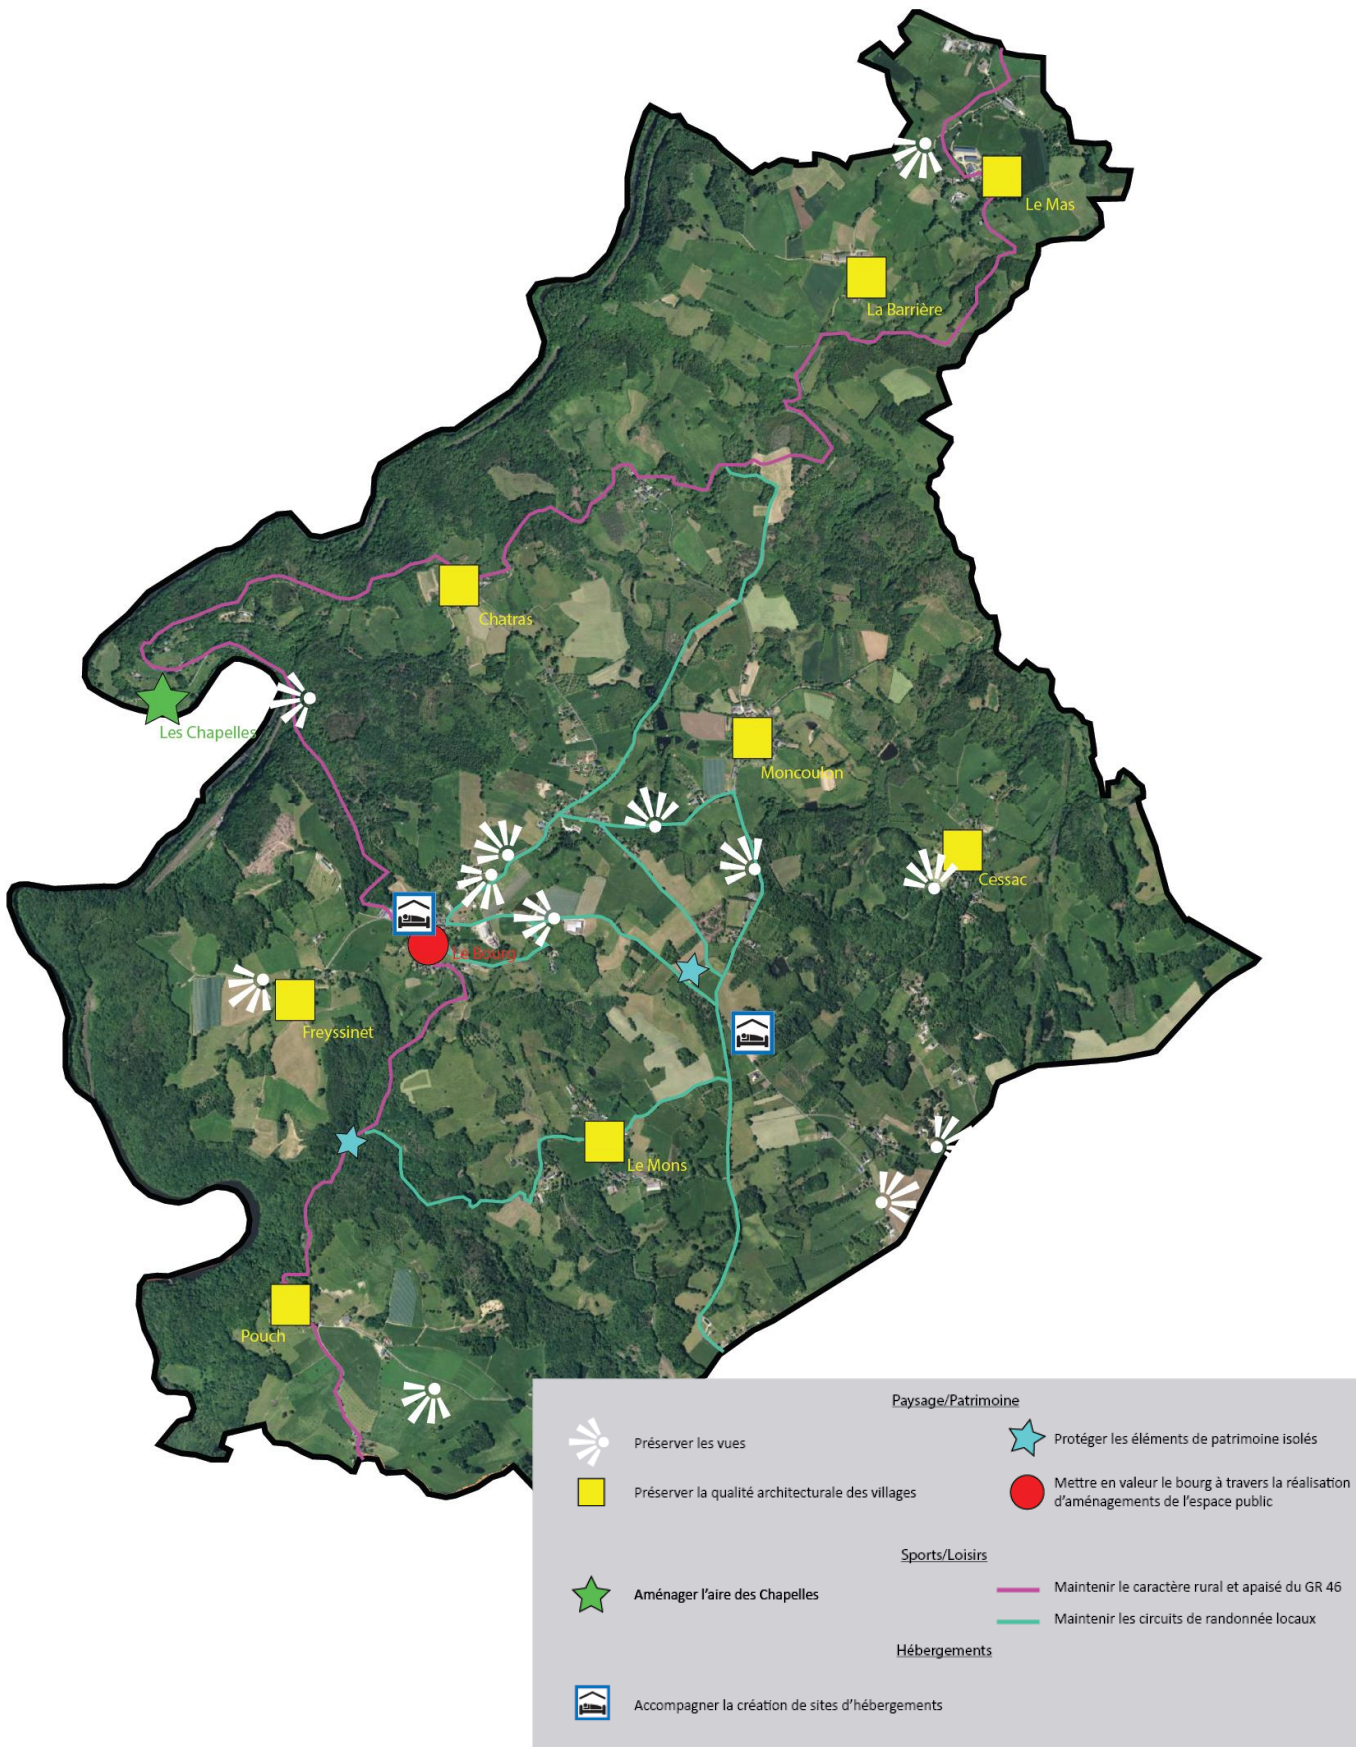 Le Mas
La Barrière
Chatras
Les Chapelles
Moncoulon
Cessac
Le Bourg
Freyssinet
Le Mons
Pouch
Paysage/Patrimoine
Préserver les vues
Protéger les éléments de patrimoine isolés
Préserver la qualité architecturale des villages
Mettre en valeur le bourg à travers la réalisation
d'aménagements de l'espace public
Sports/Loisirs
Aménager l'aire des Chapelles
Maintenir le caractère rural et apaisé du GR 46
Maintenir les circuits de randonnée locaux
Hébergements
Accompagner la création de sites d'hébergements